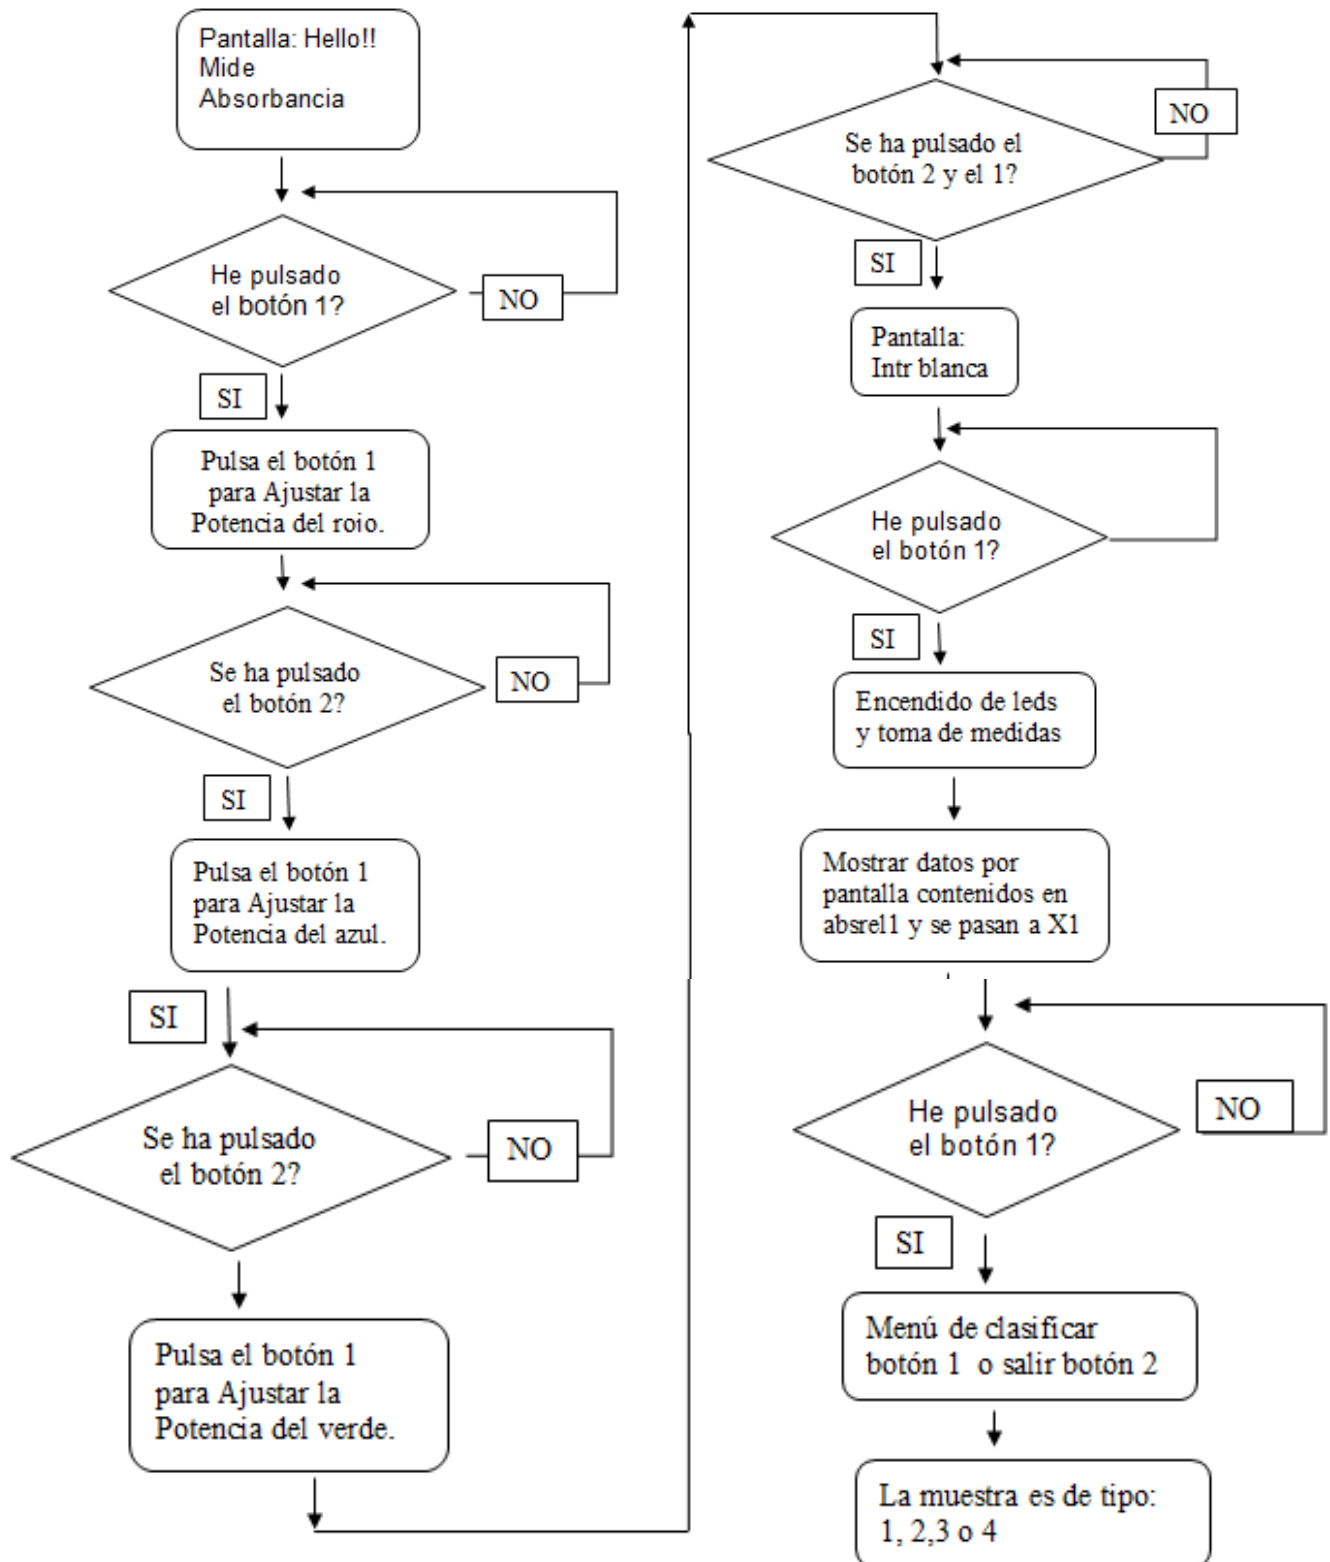 Pantalla: Hello!!
Mide
Absorbancia
He pulsado
el botón 1?
NO
SI
Pulsa el botón 1
para Ajustar la
Potencia del roio.
Se ha pulsado
el botón 2?
NO
SI
Pulsa el botón 1
para Ajustar la
Potencia del azul.
SI
Se ha pulsado
el botón 2?
NO
Pulsa el botón 1
para Ajustar la
Potencia del verde.
Se ha pulsado el
botón 2 y el 1?
NO
SI
Pantalla:
Intr blanca
He pulsado
el botón 1?
SI
Encendido de leds
y toma de medidas
Mostrar datos por
pantalla contenidos en
absrel1 y se pasan a X1
He pulsado
el botón 1?
NO
SI
Menú de clasificar
botón 1 o salir botón 2
La muestra es de tipo:
1, 2,3 o 4